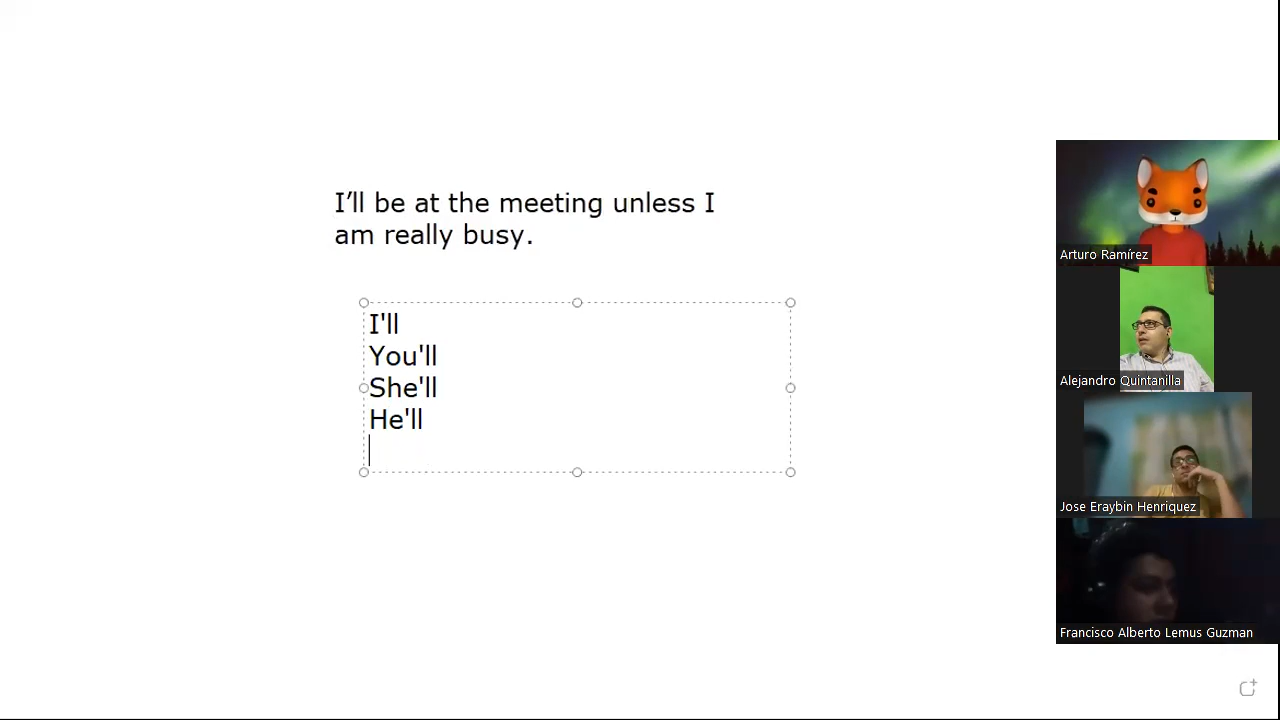 I’ll be at the meeting unless I
am really busy.
I'll
You'll
She'll
He'll
Arturo Ramírez
Alejandro Quintanilla
Jose Eraybin Henriquez
Francisco Alberto Lemus Guzman